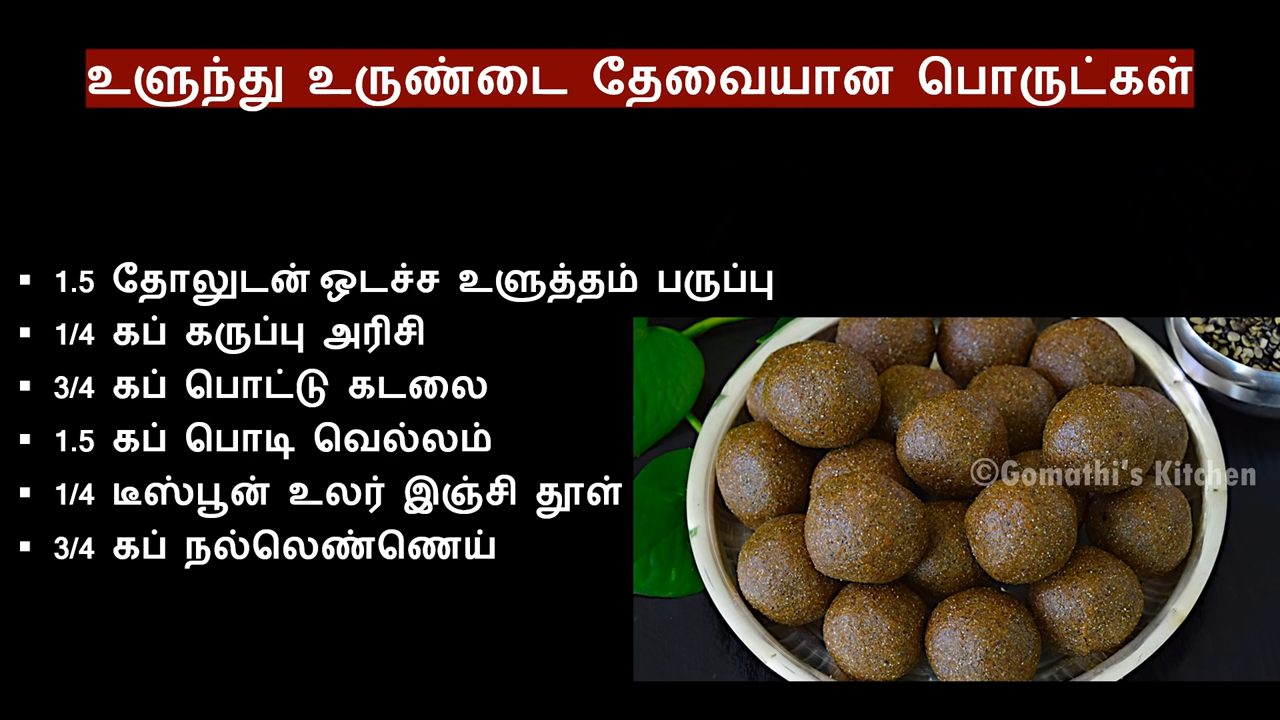 உளுந்து உருண்டை தேவையான பொருட்கள்
▪ 1.5 தோலுடன் ஒடச்ச உளுத்தம் பருப்பு
▪ 1/4 கப் கருப்பு அரிசி
▪ 3/4 கப் பொட்டு கடலை
▪ 1.5 கப் பொடி வெல்லம்
▪ 1/4 டீஸ்பூன் உலர் இஞ்சி தூள்
▪ 3/4 கப் நல்லெண்ணெய்
©Gomathi's Kitchen